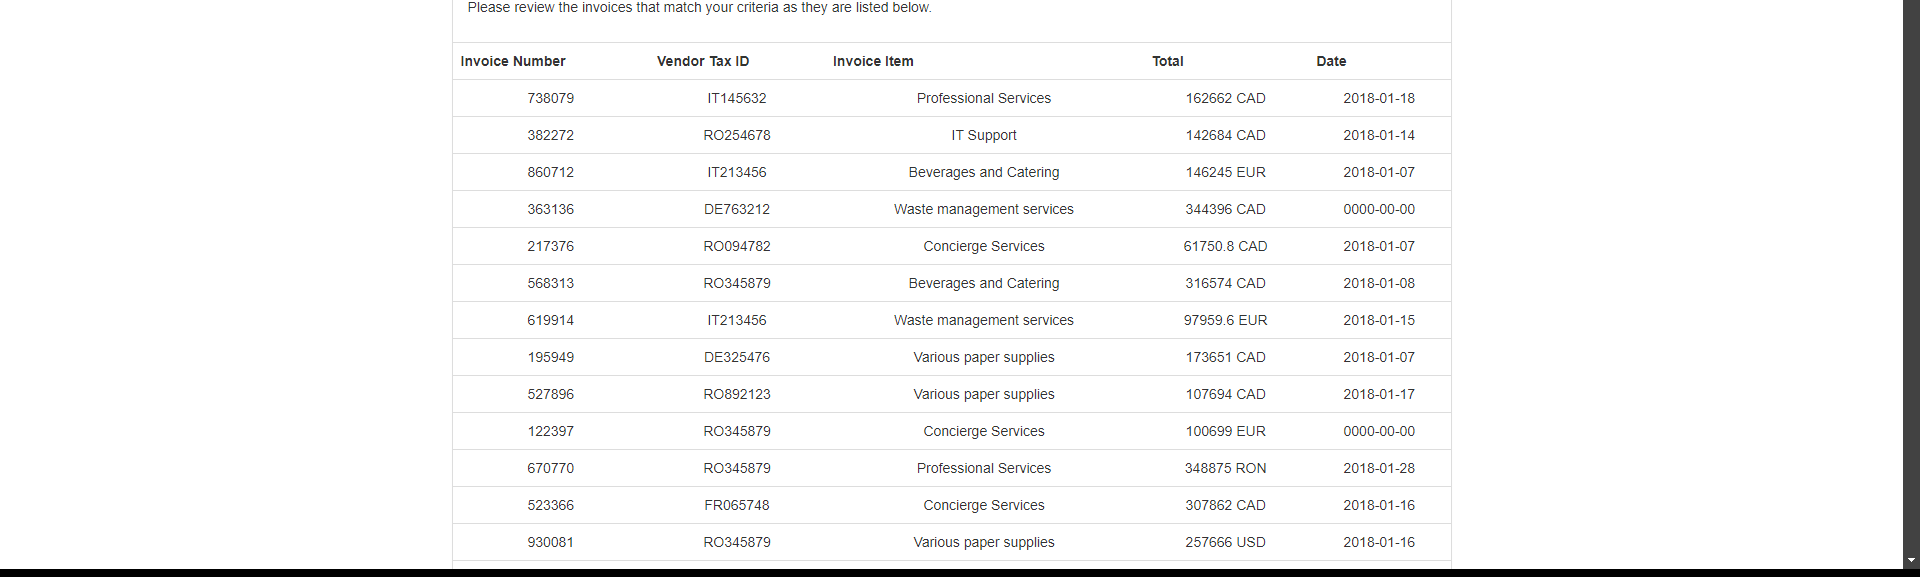 Please review the invoices that match your criteria as they are listed below.
Invoice Number Vendor Tax ID Invoice Item Total Date
738079 IT145632 Professional Services 162662 CAD 2018-01-18
382272 RO254678 IT Support 142684 CAD 2018-01-14
860712 IT213456 Beverages and Catering 146245 EUR 2018-01-07
363136 DE763212 Waste management services 344396 CAD 0000-00-00
217376 RO094782 Concierge Services 61750.8 CAD 2018-01-07
568313 RO345879 Beverages and Catering 316574 CAD 2018-01-08
619914 IT213456 Waste management services 97959.6 EUR 2018-01-15
195949 DE325476 Various paper supplies 173651 CAD 2018-01-07
527896 RO892123 Various paper supplies 107694 CAD 2018-01-17
122397 RO345879 Concierge Services 100699 EUR 0000-00-00
670770 RO345879 Professional Services 348875 RON 2018-01-28
523366 FR065748 Concierge Services 307862 CAD 2018-01-16
930081 RO345879 Various paper supplies 257666 USD 2018-01-16